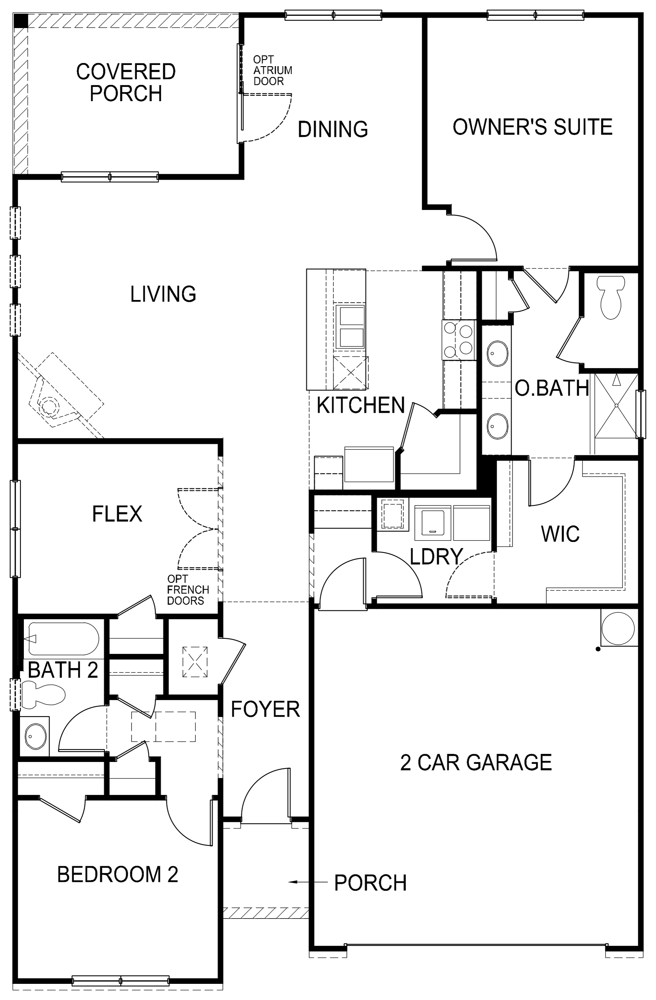 COVERED
PORCH
OPT
ATRIUM
DOOR
DINING
OWNER'S SUITE
LIVING
KITCHEN
O.BATH
FLEX
WIC
LDRY
OPT
FRENCH
DOORS
BATH 2
FOYER
2 CAR GARAGE
BEDROOM 2
PORCH